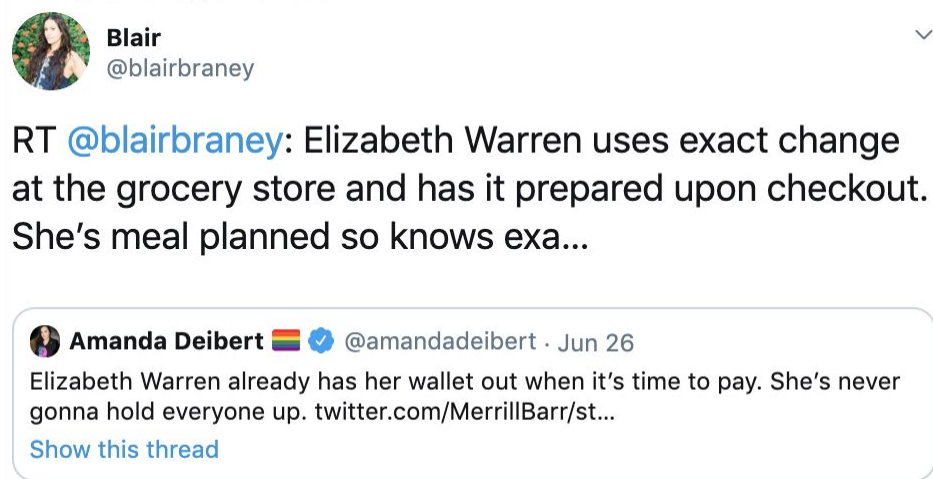 Blair
@blairbraney
RT @blairbraney: Elizabeth Warren uses exact change
at the grocery store and has it prepared upon checkout.
She’s meal planned so knows exa...
Amanda Deibert 🏳️‍🌈 @amandadeibert · Jun 26
Elizabeth Warren already has her wallet out when it’s time to pay. She’s never
gonna hold everyone up. twitter.com/MerrillBarr/st...
Show this thread